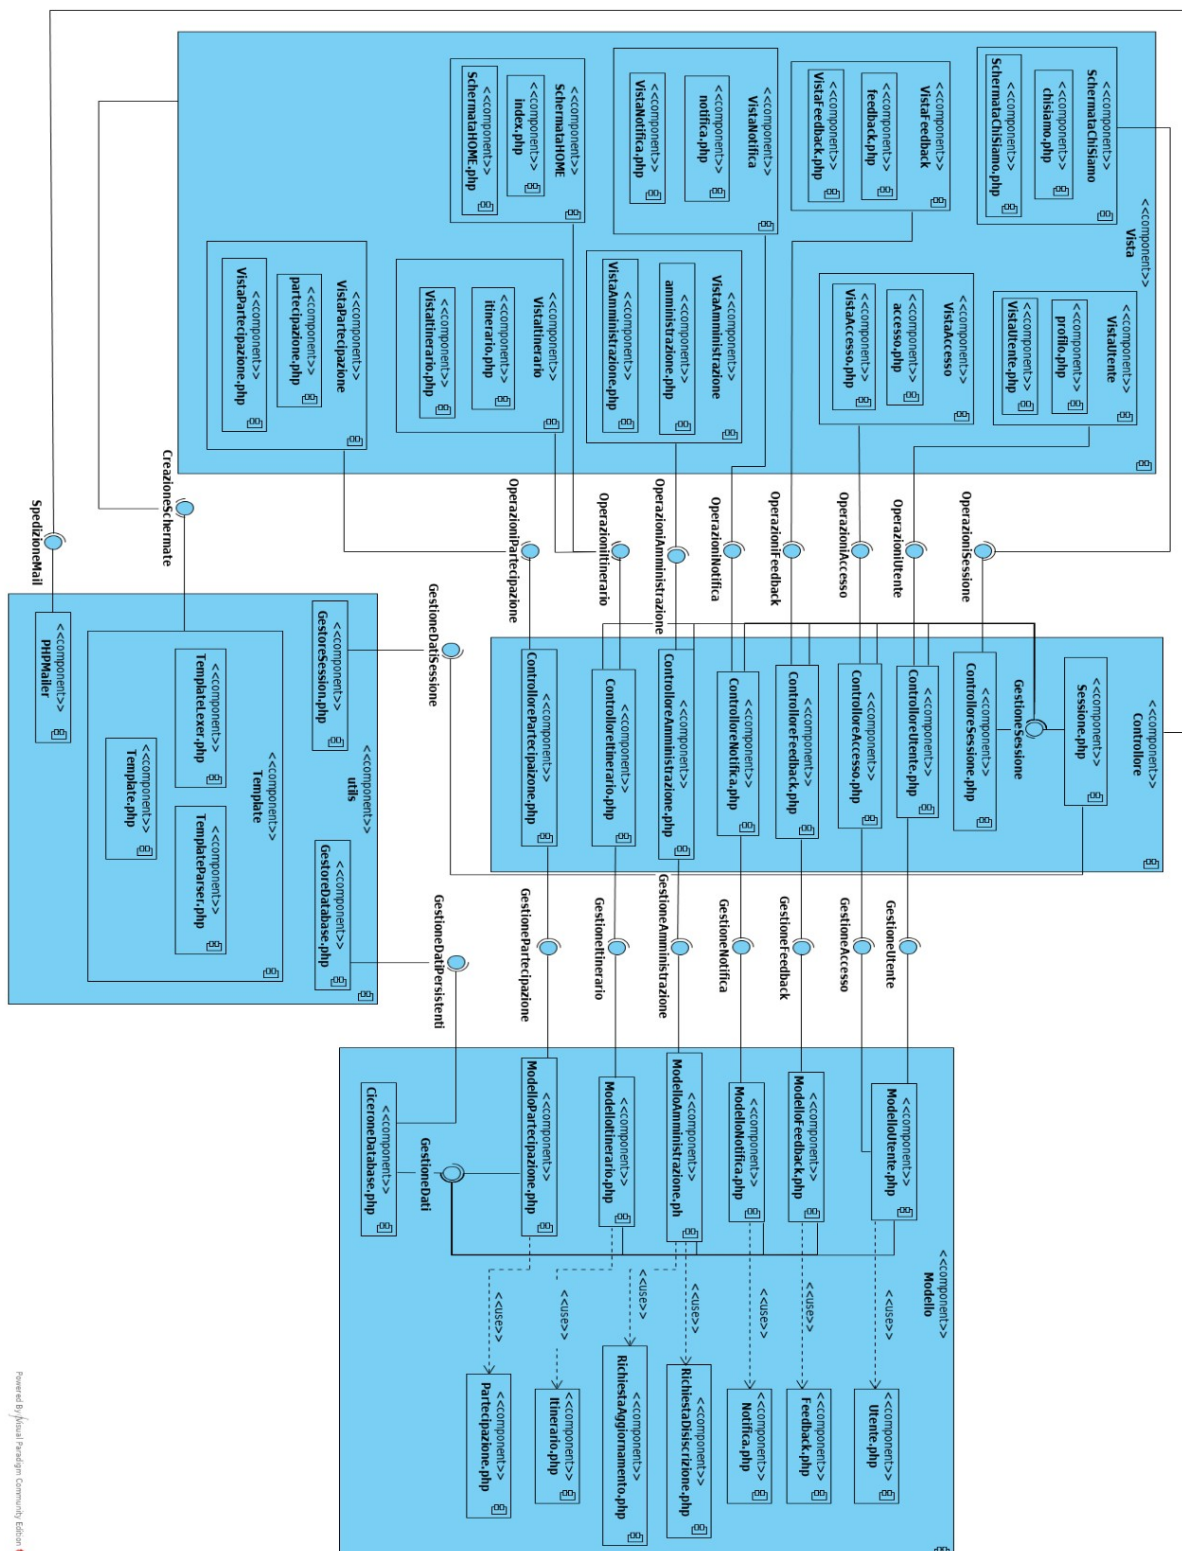 <<component>>
Vista
<<component>>
SchermataChiSiamo
<<component>>
chisiamo.php
<<component>>
SchermataChiSiamo.php
<<component>>
VistaUtente
<<component>>
profilo.php
<<component>>
VistaUtente.php
<<component>>
VistaFeedback
<<component>>
feedback.php
<<component>>
VistaFeedback.php
<<component>>
VistaAccesso
<<component>>
accesso.php
<<component>>
VistaAccesso.php
<<component>>
VistaNotifica
<<component>>
notifica.php
<<component>>
VistaNotifica.php
<<component>>
VistaAmministrazione
<<component>>
amministrazione.php
<<component>>
VistaAmministrazione.php
<<component>>
SchermataHOME
<<component>>
index.php
<<component>>
SchermataHOME.php
<<component>>
VistaItinerario
<<component>>
itinerario.php
<<component>>
VistaItinerario.php
<<component>>
VistaPartecipazione
<<component>>
partecipazione.php
<<component>>
VistaPartecipazione.php
OperazioniSessione
OperazioniUtente
OperazioniAccesso
OperazioniFeedback
OperazioniNotifica
OperazioniAmministrazione
OperazioniItinerario
OperazioniPartecipazione
CreazioneSchermate
SpedizioneMail
<<component>>
Controllore
<<component>>
Sessione.php
GestioneSessione
<<component>>
ControlloreSessione.php
<<component>>
ControlloreUtente.php
<<component>>
ControlloreAccesso.php
<<component>>
ControlloreFeedback.php
<<component>>
ControlloreNotifica.php
<<component>>
ControlloreAmministrazione.php
<<component>>
ControlloreItinerario.php
<<component>>
ControllorePartecipaizone.php
GestioneDatiSessione
<<component>>
utils
<<component>>
GestoreSession.php
<<component>>
GestoreDatabase.php
<<component>>
Template
<<component>>
TemplateLexer.php
<<component>>
TemplateParser.php
<<component>>
Template.php
<<component>>
PHPMailer
GestioneUtente
GestioneAccesso
GestioneFeedback
GestioneNotifica
GestioneAmministrazione
GestioneItinerario
GestionePartecipazione
GestioneDatiPersistenti
<<component>>
Modello
<<component>>
ModelloUtente.php
<<component>>
ModelloFeedback.php
<<component>>
ModelloNotifica.php
<<component>>
ModelloAmministrazione.ph
<<component>>
ModelloItinerario.php
<<component>>
ModelloPartecipazione.php
GestioneDati
<<component>>
CiceroneDatabase.php
<<use>>
<<use>>
<<use>>
<<use>>
<<use>>
<<use>>
<<use>>
<<component>>
Utente.php
<<component>>
Feedback.php
<<component>>
Notifica.php
<<component>>
RichiestaDisiscrizione.php
<<component>>
RichiestaAggiornamento.php
<<component>>
Itinerario.php
<<component>>
Partecipazione.php
Powered By Visual Paradigm Community Edition